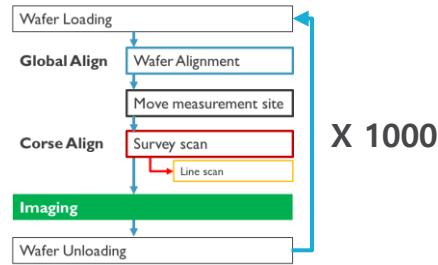 Wafer Loading
Global Align Wafer Alignment
Move measurement site
X 1000
Corse Align Survey scan
Line scan
Imaging
Wafer Unloading